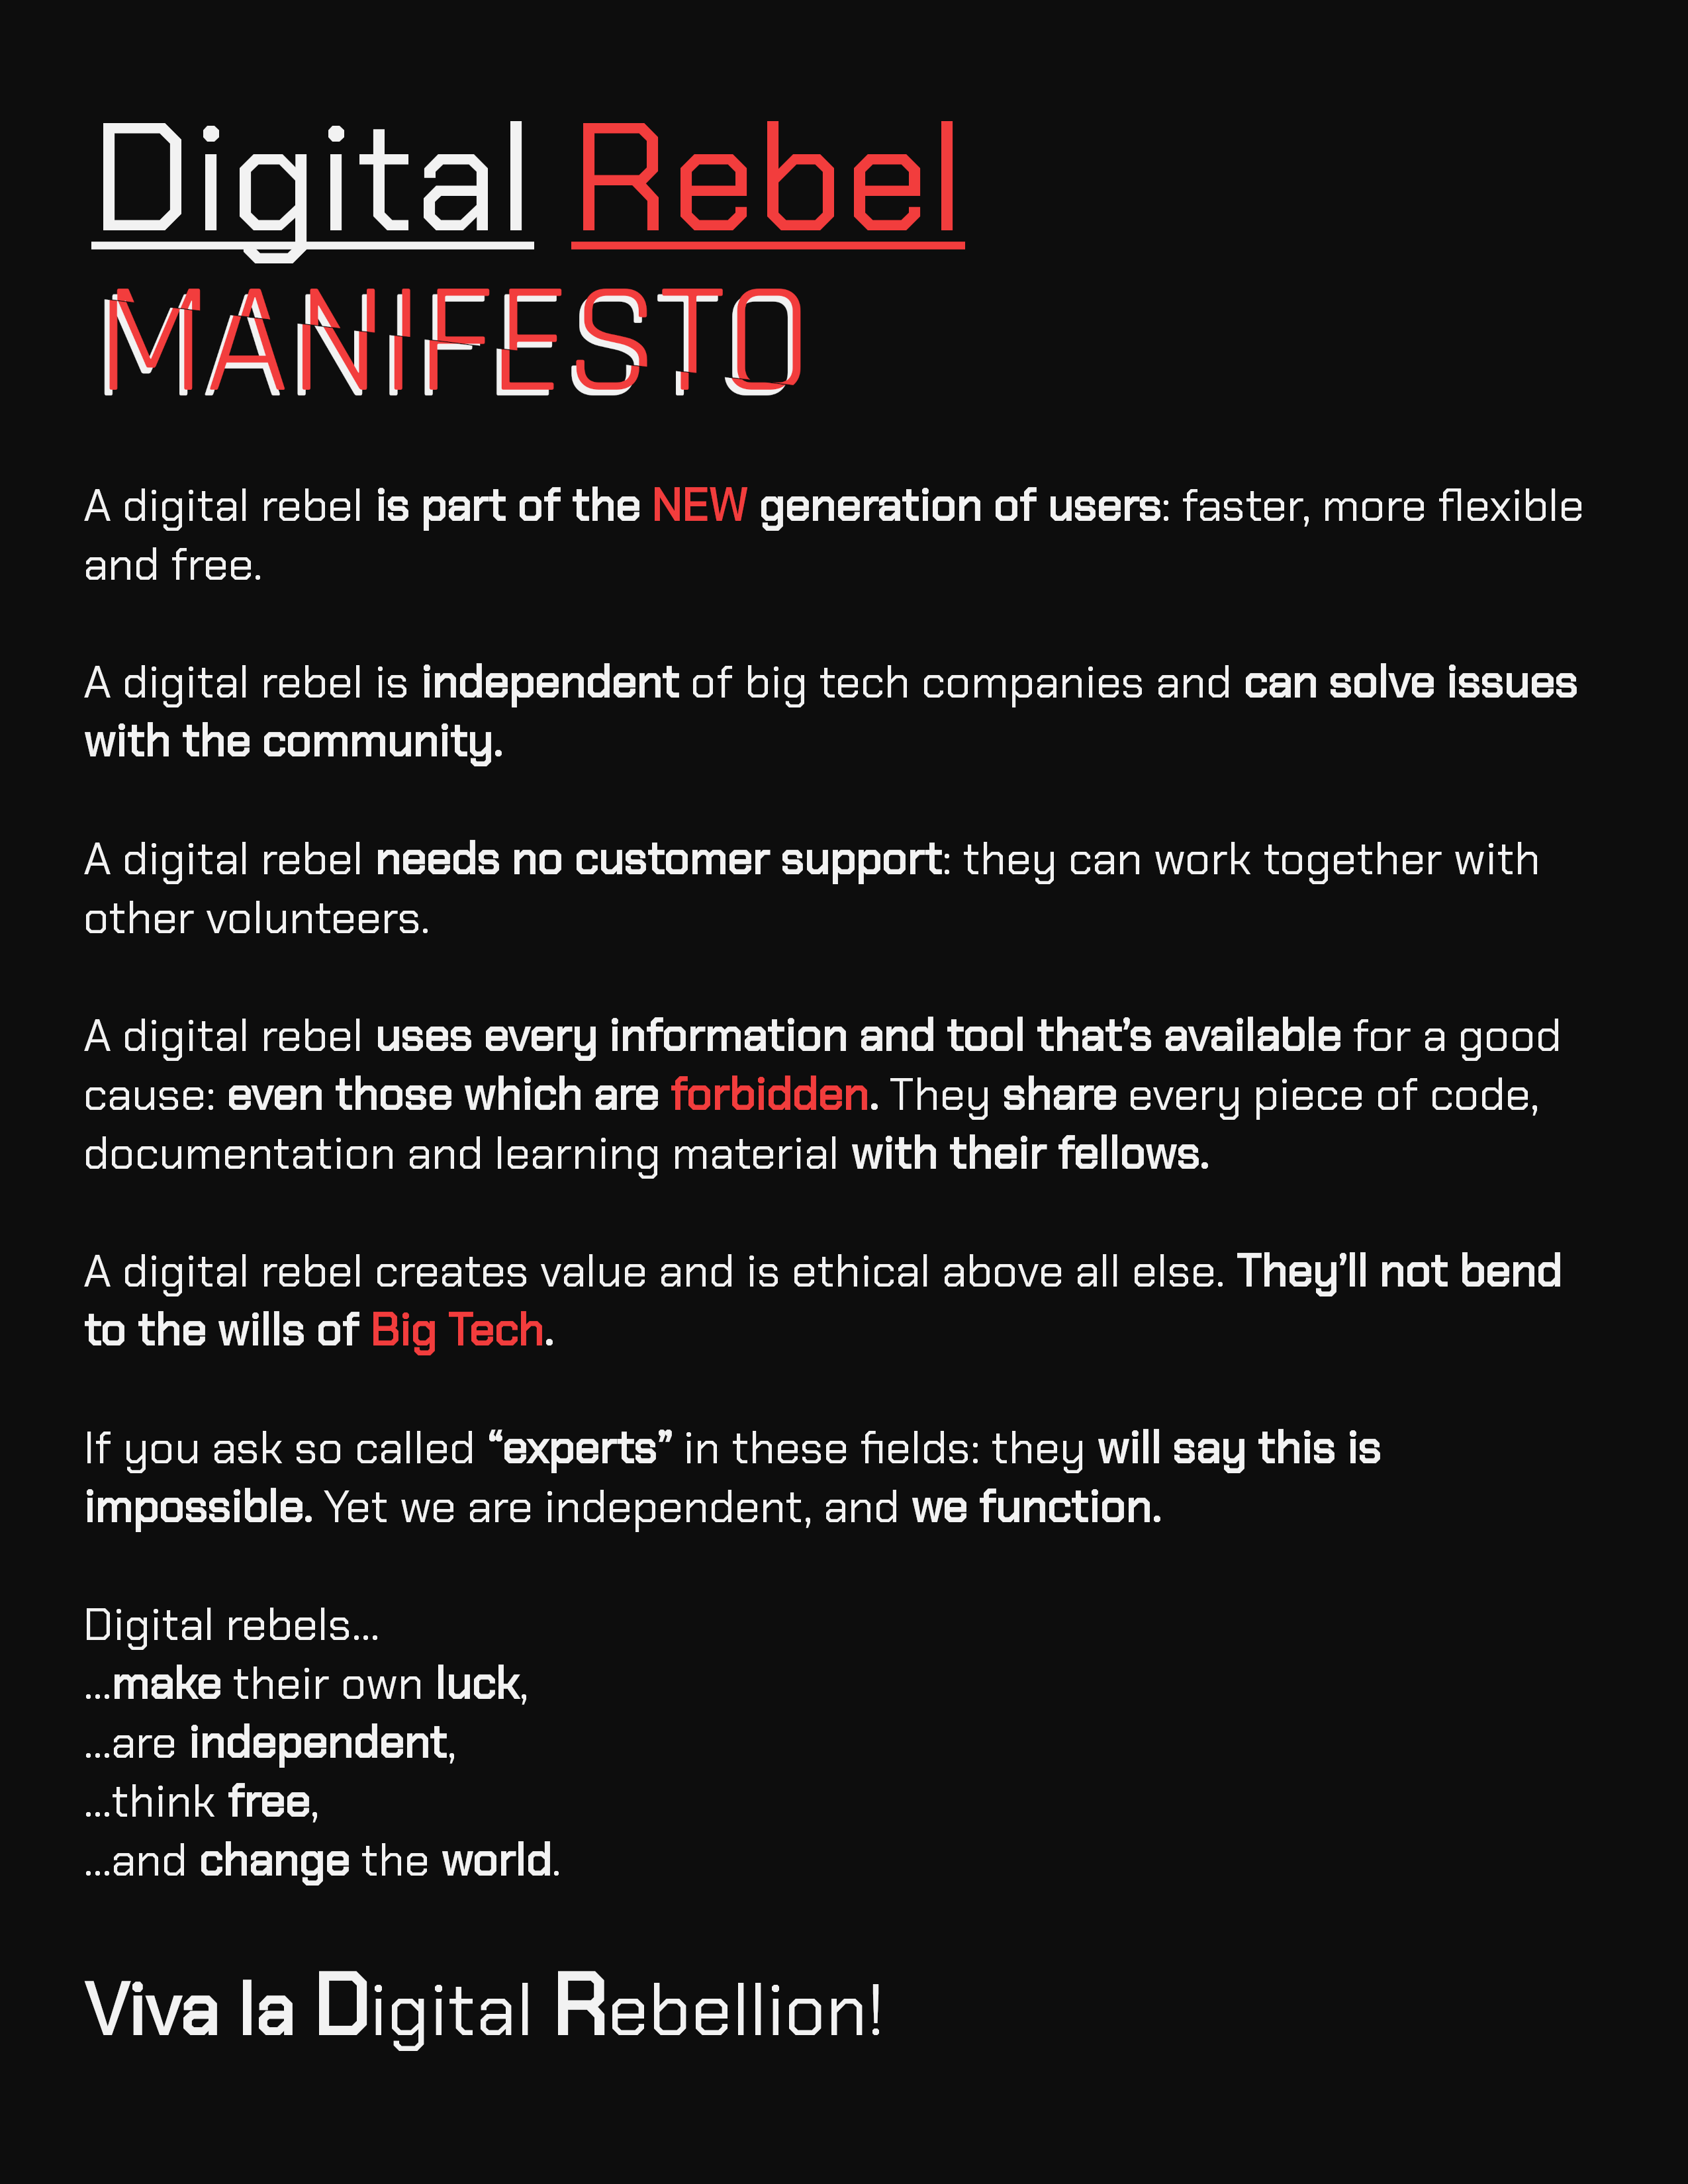 Digital Rebel
MANIFESTO
A digital rebel is part of the NEW generation of users: faster, more flexible
and free.
A digital rebel is independent of big tech companies and can solve issues
with the community.
A digital rebel needs no customer support: they can work together with
other volunteers.
A digital rebel uses every information and tool that’s available for a good
cause: even those which are forbidden. They share every piece of code,
documentation and learning material with their fellows.
A digital rebel creates value and is ethical above all else. They’ll not bend
to the wills of Big Tech.
If you ask so called “experts” in these fields: they will say this is
impossible. Yet we are independent, and we function.
Digital rebels...
...make their own luck,
...are independent,
...think free,
...and change the world.
Viva la Digital Rebellion!